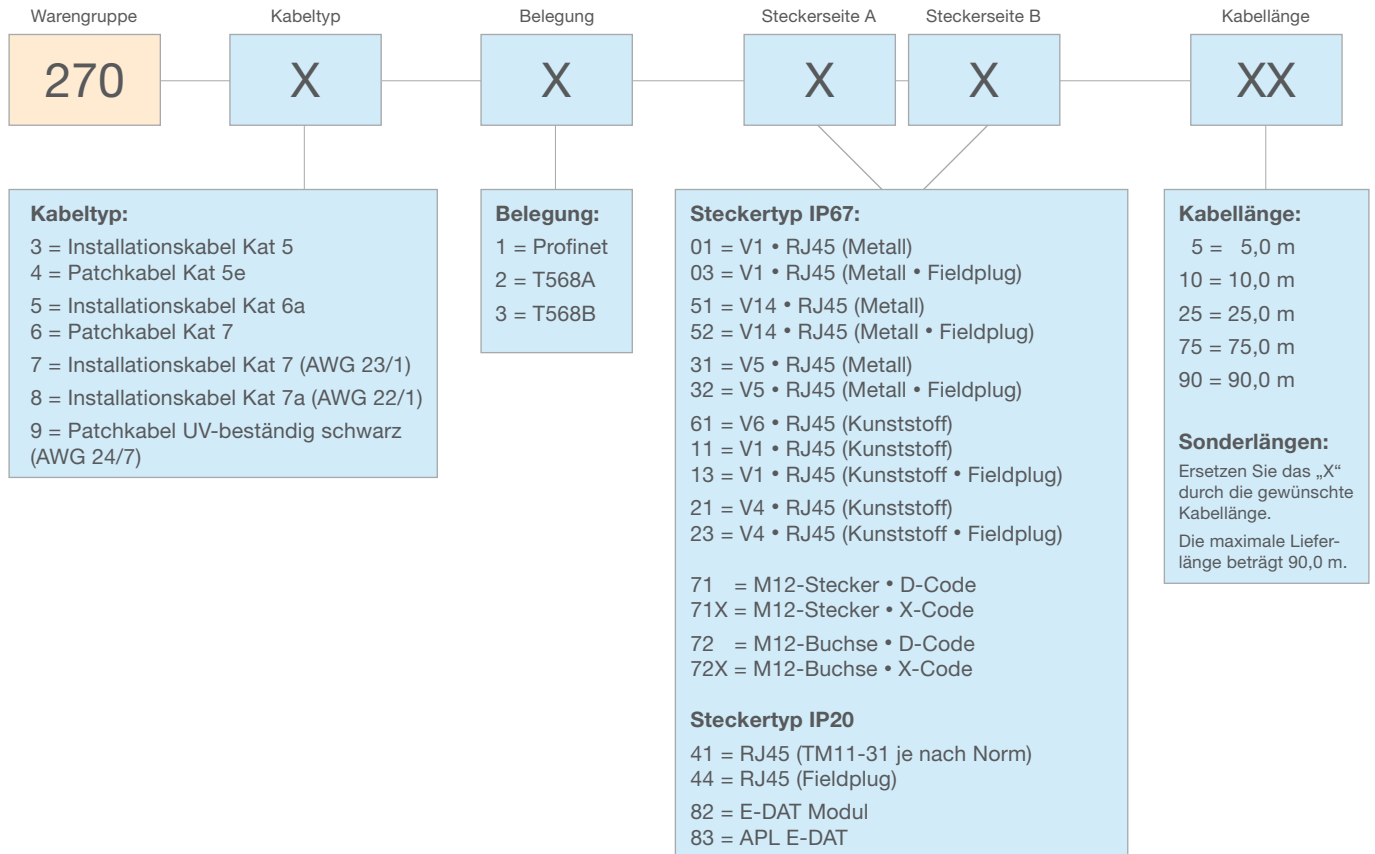 Warengruppe
Kabeltyp
Belegung
Steckerseite A
Steckerseite B
Kabellänge
270
X
X
X
X
XX
Kabeltyp:
3 = Installationskabel Kat 5
4 = Patchkabel Kat 5e
5 = Installationskabel Kat 6a
6 = Patchkabel Kat 7
7 = Installationskabel Kat 7 (AWG 23/1)
8 = Installationskabel Kat 7a (AWG 22/1)
9 = Patchkabel UV-beständig schwarz
(AWG 24/7)
Belegung:
1 = Profinet
2 = T568A
3 = T568B
Steckertyp IP67:
01 = V1 • RJ45 (Metall)
03 = V1 • RJ45 (Metall • Fieldplug)
51 = V14 • RJ45 (Metall)
52 = V14 • RJ45 (Metall • Fieldplug)
31 = V5 • RJ45 (Metall)
32 = V5 • RJ45 (Metall • Fieldplug)
61 = V6 • RJ45 (Kunststoff)
11 = V1 • RJ45 (Kunststoff)
13 = V1 • RJ45 (Kunststoff • Fieldplug)
21 = V4 • RJ45 (Kunststoff)
23 = V4 • RJ45 (Kunststoff • Fieldplug)
71 = M12-Stecker • D-Code
71X = M12-Stecker • X-Code
72 = M12-Buchse • D-Code
72X = M12-Buchse • X-Code
Steckertyp IP20
41 = RJ45 (TM11-31 je nach Norm)
44 = RJ45 (Fieldplug)
82 = E-DAT Modul
83 = APL E-DAT
Kabellänge:
5 = 5,0 m
10 = 10,0 m
25 = 25,0 m
75 = 75,0 m
90 = 90,0 m
Sonderlängen:
Ersetzen Sie das „X“
durch die gewünschte
Kabellänge.
Die maximale Liefer-
länge beträgt 90,0 m.